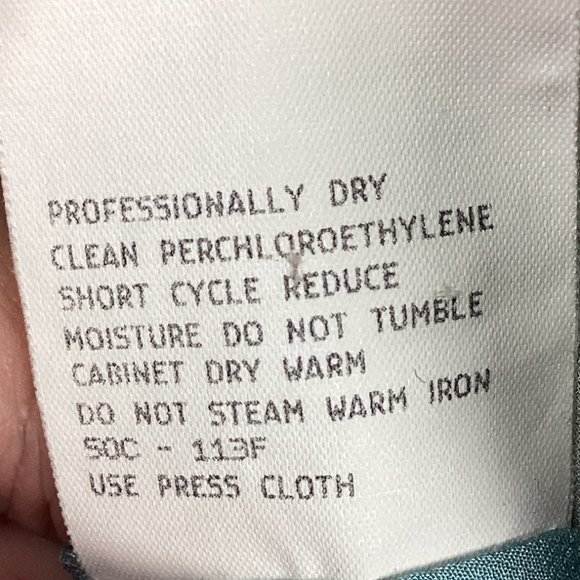 PROFESSIONALLY DRY
CLEAN PERCHLOROETHYLENE
SHORT CYCLE REDUCE
MOISTURE DO NOT TUMBLE
CABINET DRY WARM
DO NOT STEAM WARM IRON
50C - 113F
USE PRESS CLOTH